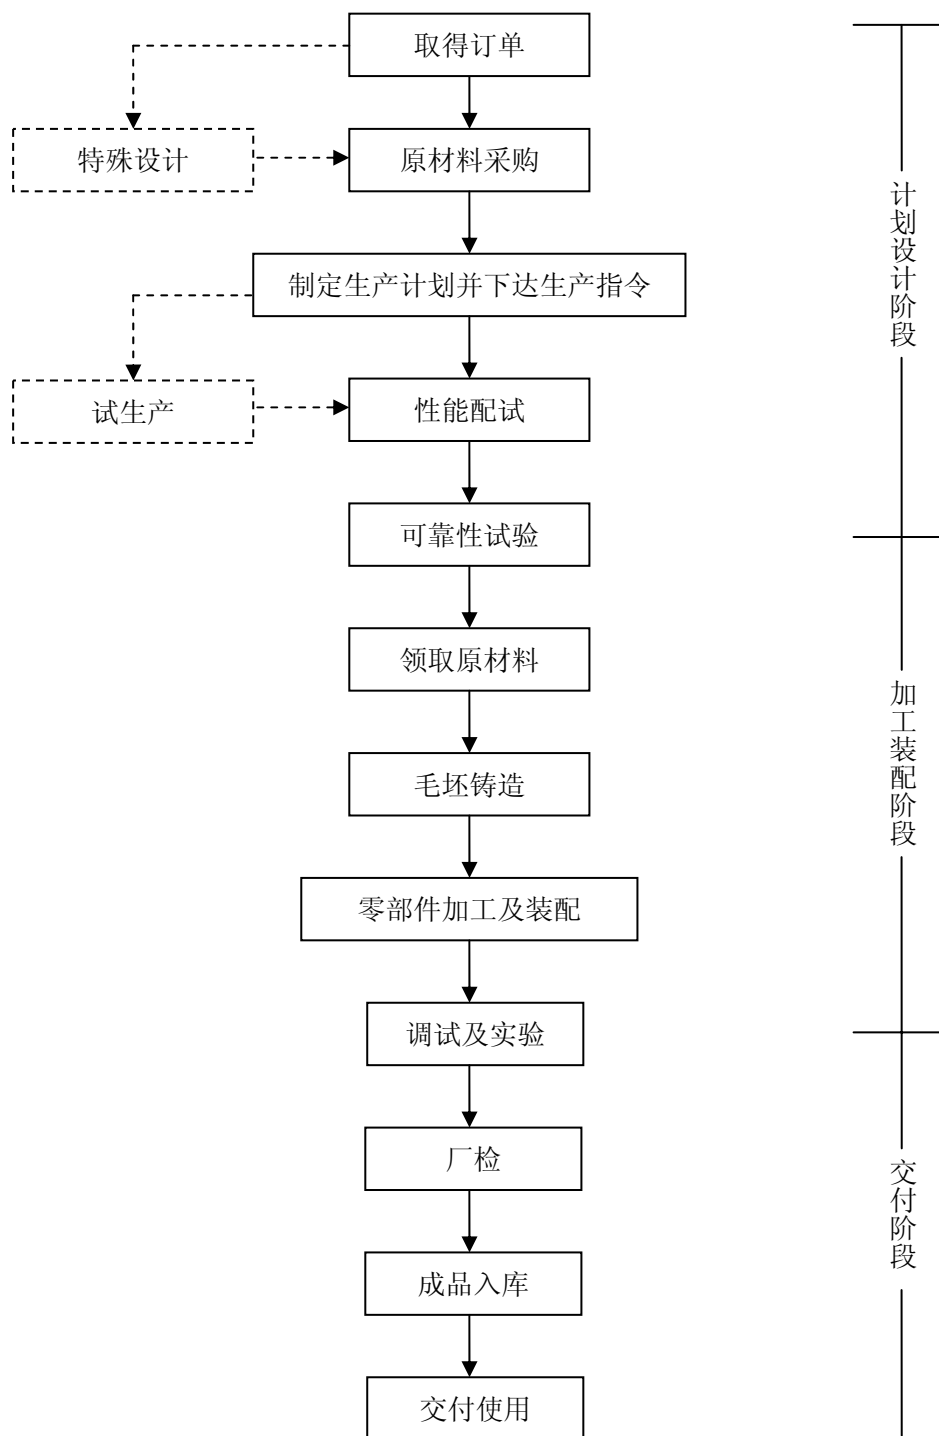 取得订单
特殊设计
原材料采购
制定生产计划并下达生产指令
试生产
性能配试
可靠性试验
领取原材料
毛坯铸造
零部件加工及装配
调试及实验
厂检
成品入库
交付使用
计划设计阶段
加工装配阶段
交付阶段